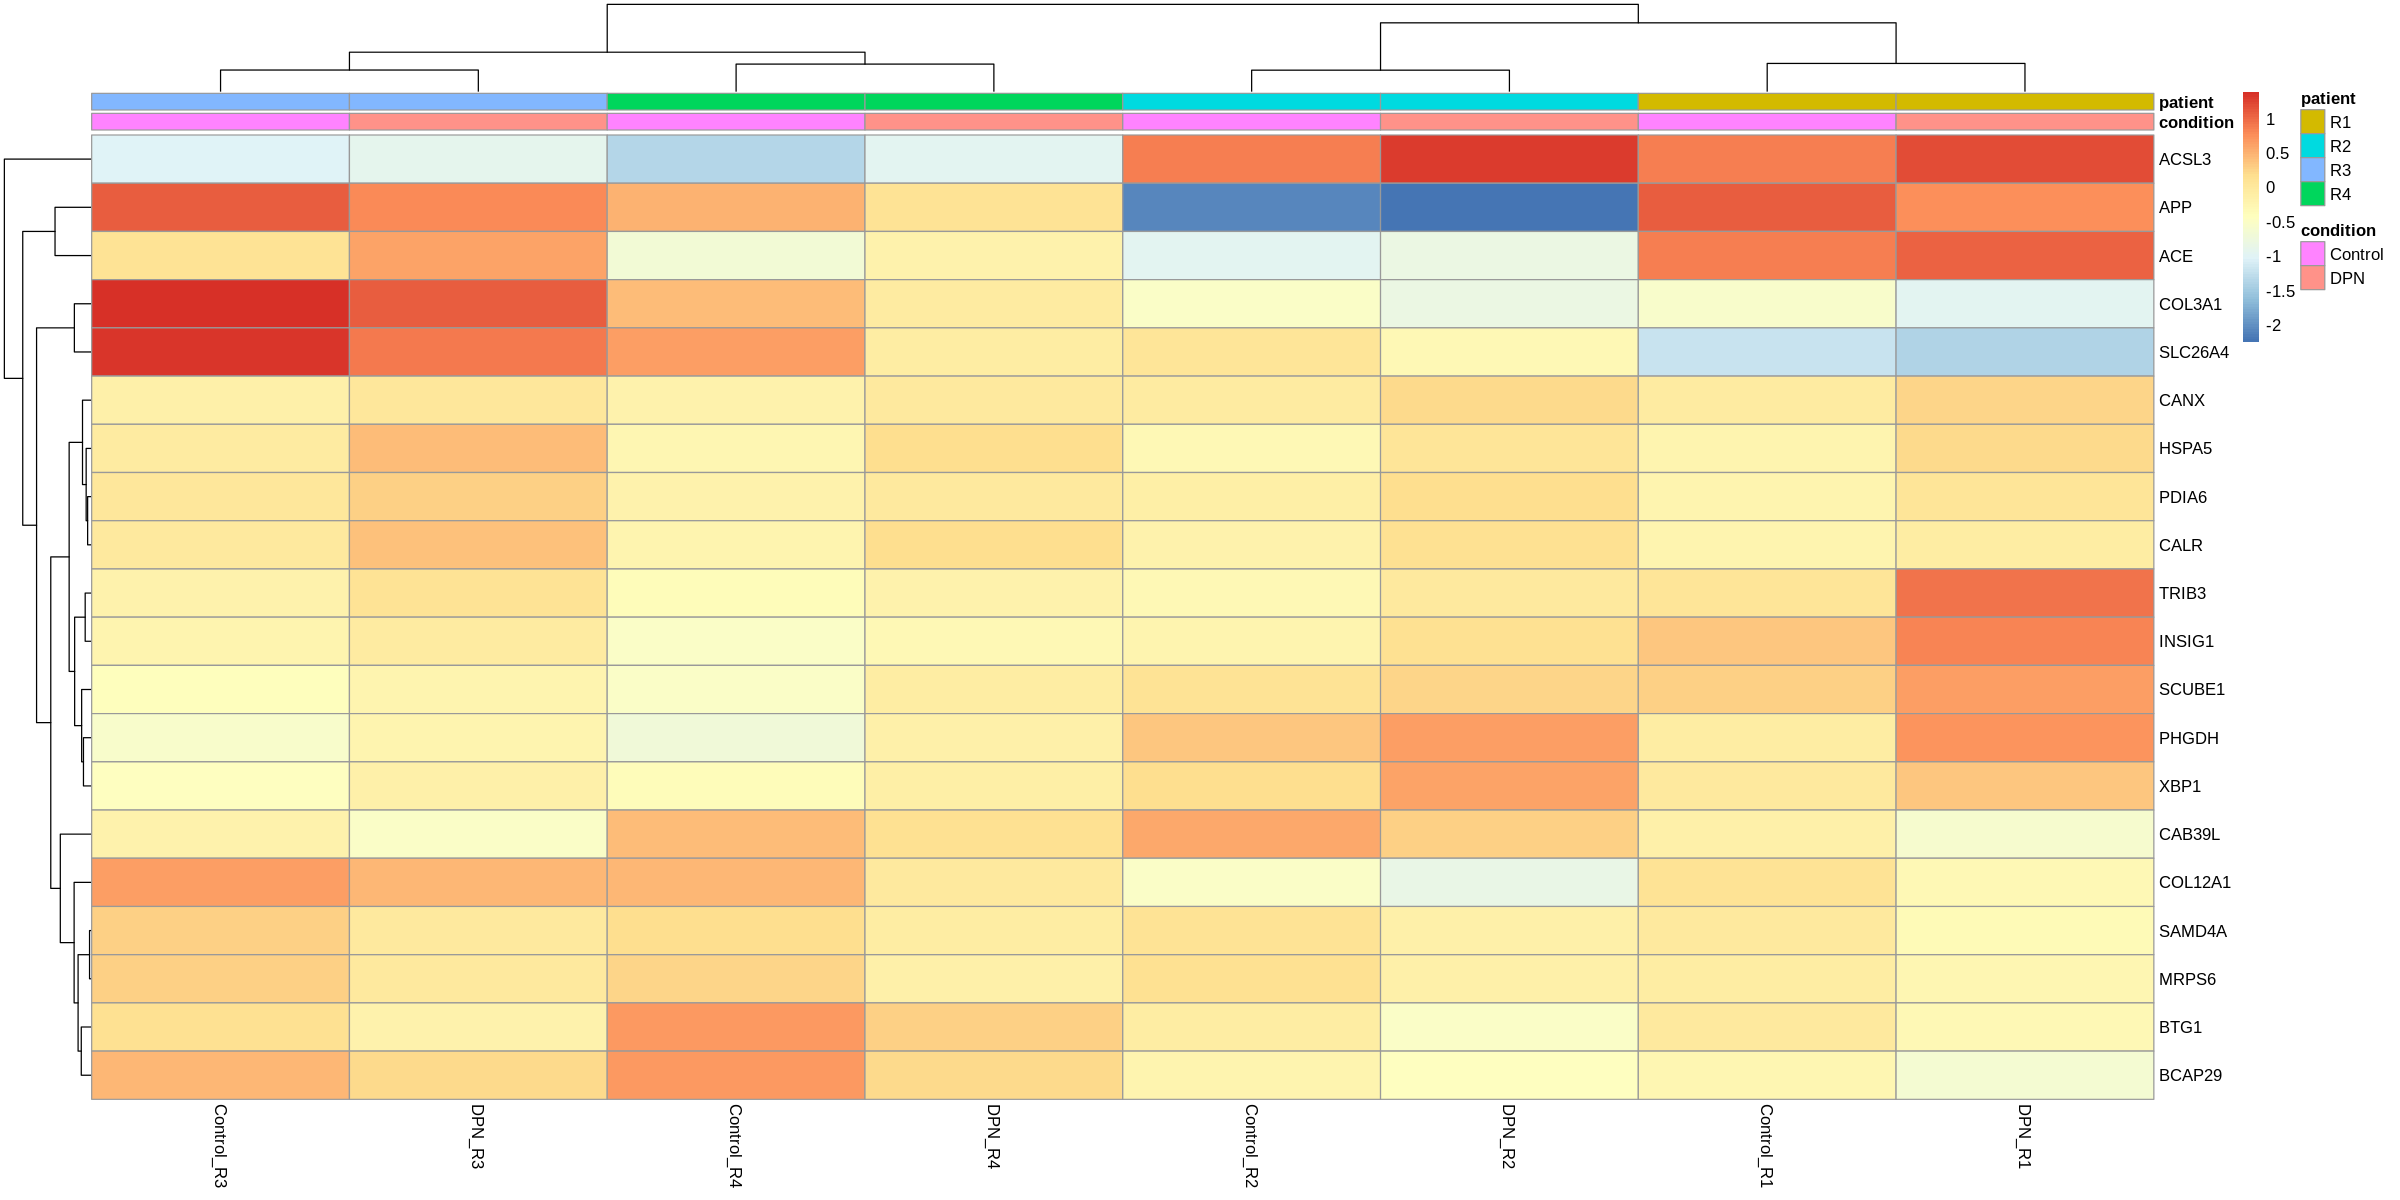 patient
condition
ACSL3
APP
ACE
COL3A1
SLC26A4
CANX
HSPA5
PDIA6
CALR
TRIB3
INSIG1
SCUBE1
PHGDH
XBP1
CAB39L
COL12A1
SAMD4A
MRPS6
BTG1
BCAP29
Control_R3
DPN_R3
Control_R4
DPN_R4
Control_R2
DPN_R2
Control_R1
DPN_R1
1
0.5
0
-0.5
-1
-1.5
-2
patient
R1
R2
R3
R4
condition
Control
DPN